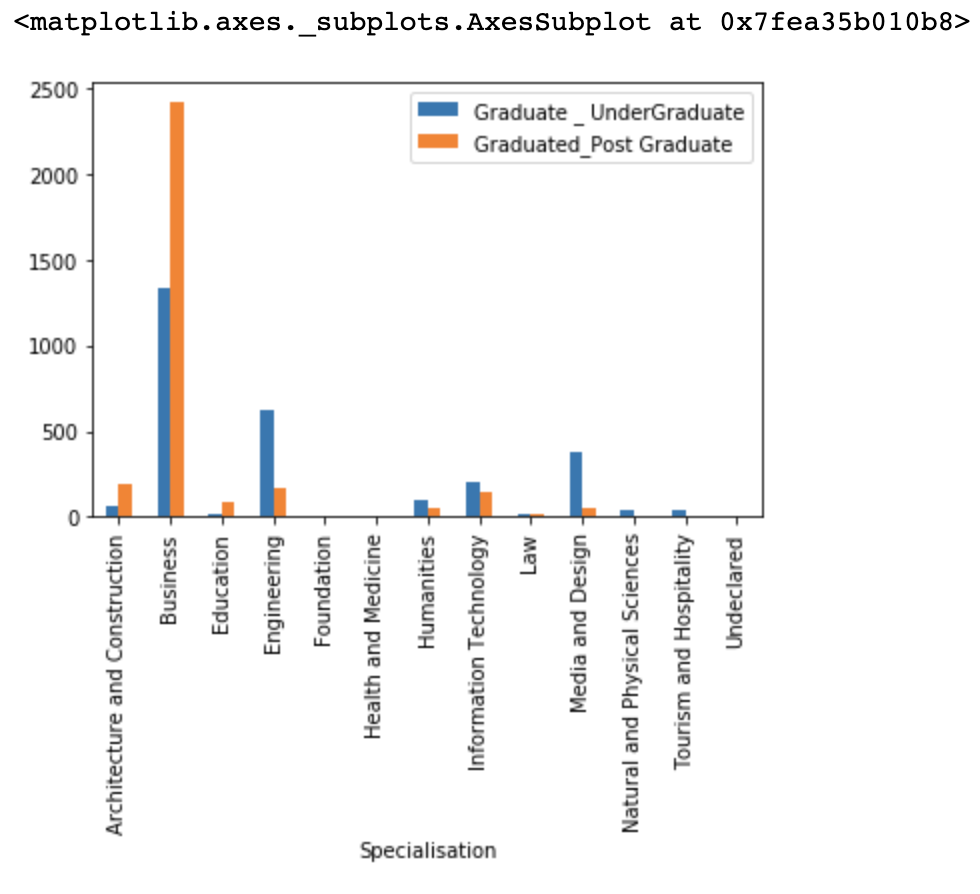 <matplotlib.axes._subplots.AxesSubplot at 0x7fea35b010b8>
2500
2000
1500
1000
500
0
Graduate _ UnderGraduate
Graduated_Post Graduate
Architecture and Construction
Business
Education
Engineering
Foundation
Health and Medicine
Humanities
Information Technology
Law
Media and Design
Natural and Physical Sciences
Tourism and Hospitality
Undeclared
Specialisation